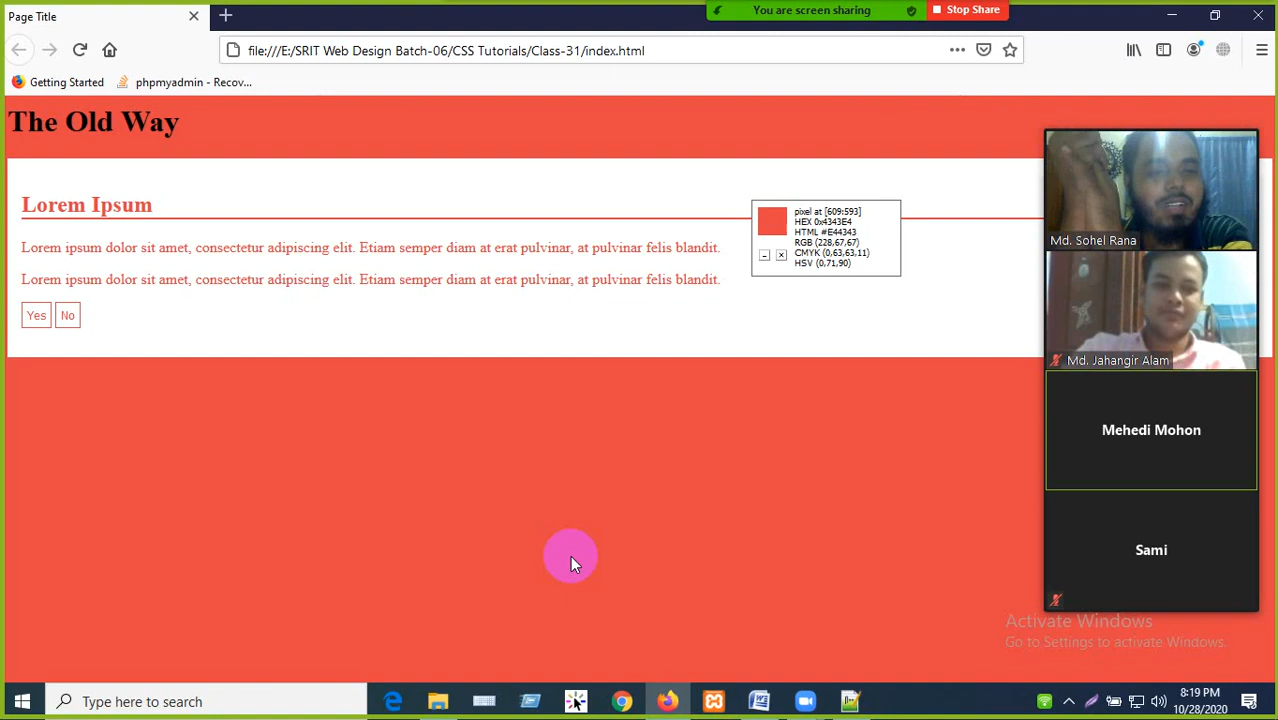 Page Title
You are screen sharing
Stop Share
file:///E:/SRIT Web Design Batch-06/CSS Tutorials/Class-31/index.html
Getting Started
phpmyadmin - Recov...
The Old Way
Lorem Ipsum
Lorem ipsum dolor sit amet, consectetur adipiscing elit. Etiam semper diam at erat pulvinar, at pulvinar felis blandit.
Lorem ipsum dolor sit amet, consectetur adipiscing elit. Etiam semper diam at erat pulvinar, at pulvinar felis blandit.
Yes No
pixel at [609:593]
HEX 0x4343E4
HTML #E44343
RGB (228,67,67)
CMYK (0,63,63,11)
HSV (0,71,90)
Md. Sohel Rana
Md. Jahangir Alam
Mehedi Mohon
Sami
Activate Windows
Go to Settings to activate Windows.
Type here to search
8:19 PM
10/28/2020